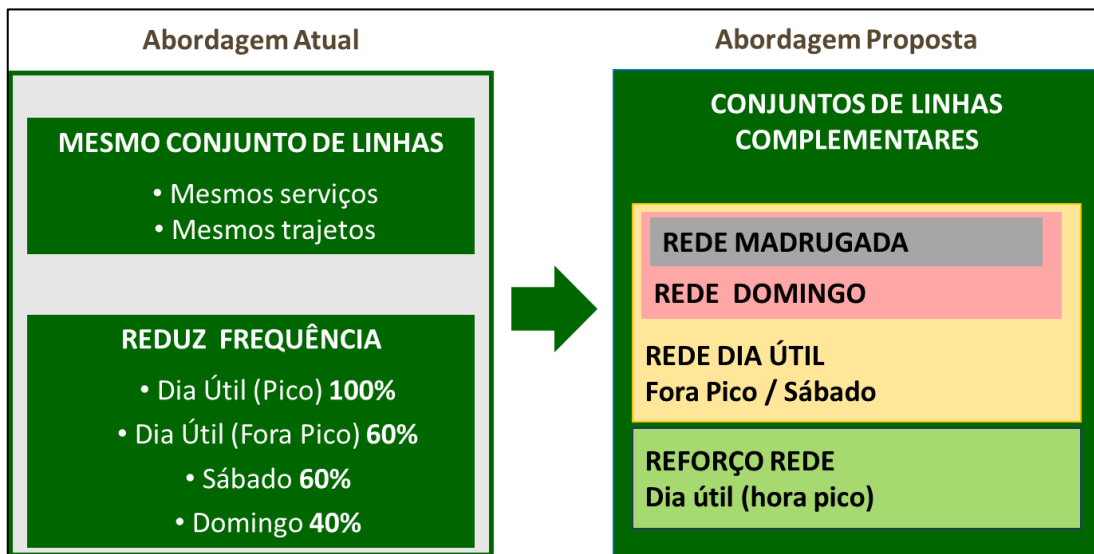 Abordagem Atual
MESMO CONJUNTO DE LINHAS
• Mesmos serviços
• Mesmos trajetos
REDUZ FREQUÊNCIA
• Dia Útil (Pico) 100%
• Dia Útil (Fora Pico) 60%
• Sábado 60%
• Domingo 40%
Abordagem Proposta
CONJUNTOS DE LINHAS
COMPLEMENTARES
REDE MADRUGADA
REDE DOMINGO
REDE DIA ÚTIL
Fora Pico / Sábado
REFORÇO REDE
Dia útil (hora pico)